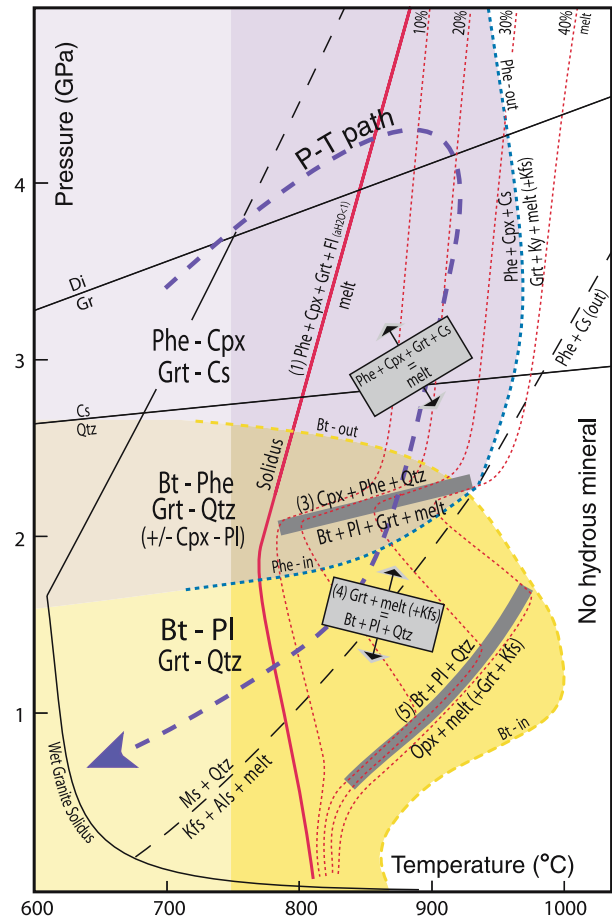 10%
20%
30%
40%
melt
Pressure (GPa)
P-T path
Phe - out
4
Di
Gr
(1) Phe + Cpx + Grt + Fl (aH2O<1)
melt
Phe + Cpx + Cs
Grt + Ky + melt (+Kfs)
Phe + Cs (out)
Phe - Cpx
Grt - Cs
Phe + Cpx + Grt + Cs
=
melt
3
Cs
Qtz
Bt - out
Solidus
Bt - Phe
Grt - Qtz
(+/- Cpx - Pl)
(3) Cpx + Phe + Qtz
Bt + Pl + Grt + melt
2
Phe - in
No hydrous mineral
Bt - Pl
Grt - Qtz
(4) Grt + melt (+Kfs)
=
Bt + Pl + Qtz
(5) Bt + Pl + Qtz
Opx + melt (+Grt + Kfs)
Bt - in
1
Wet Granite Solidus
Ms + Qtz
Kfs + Als + melt
Temperature (°C)
600
700
800
900
1000